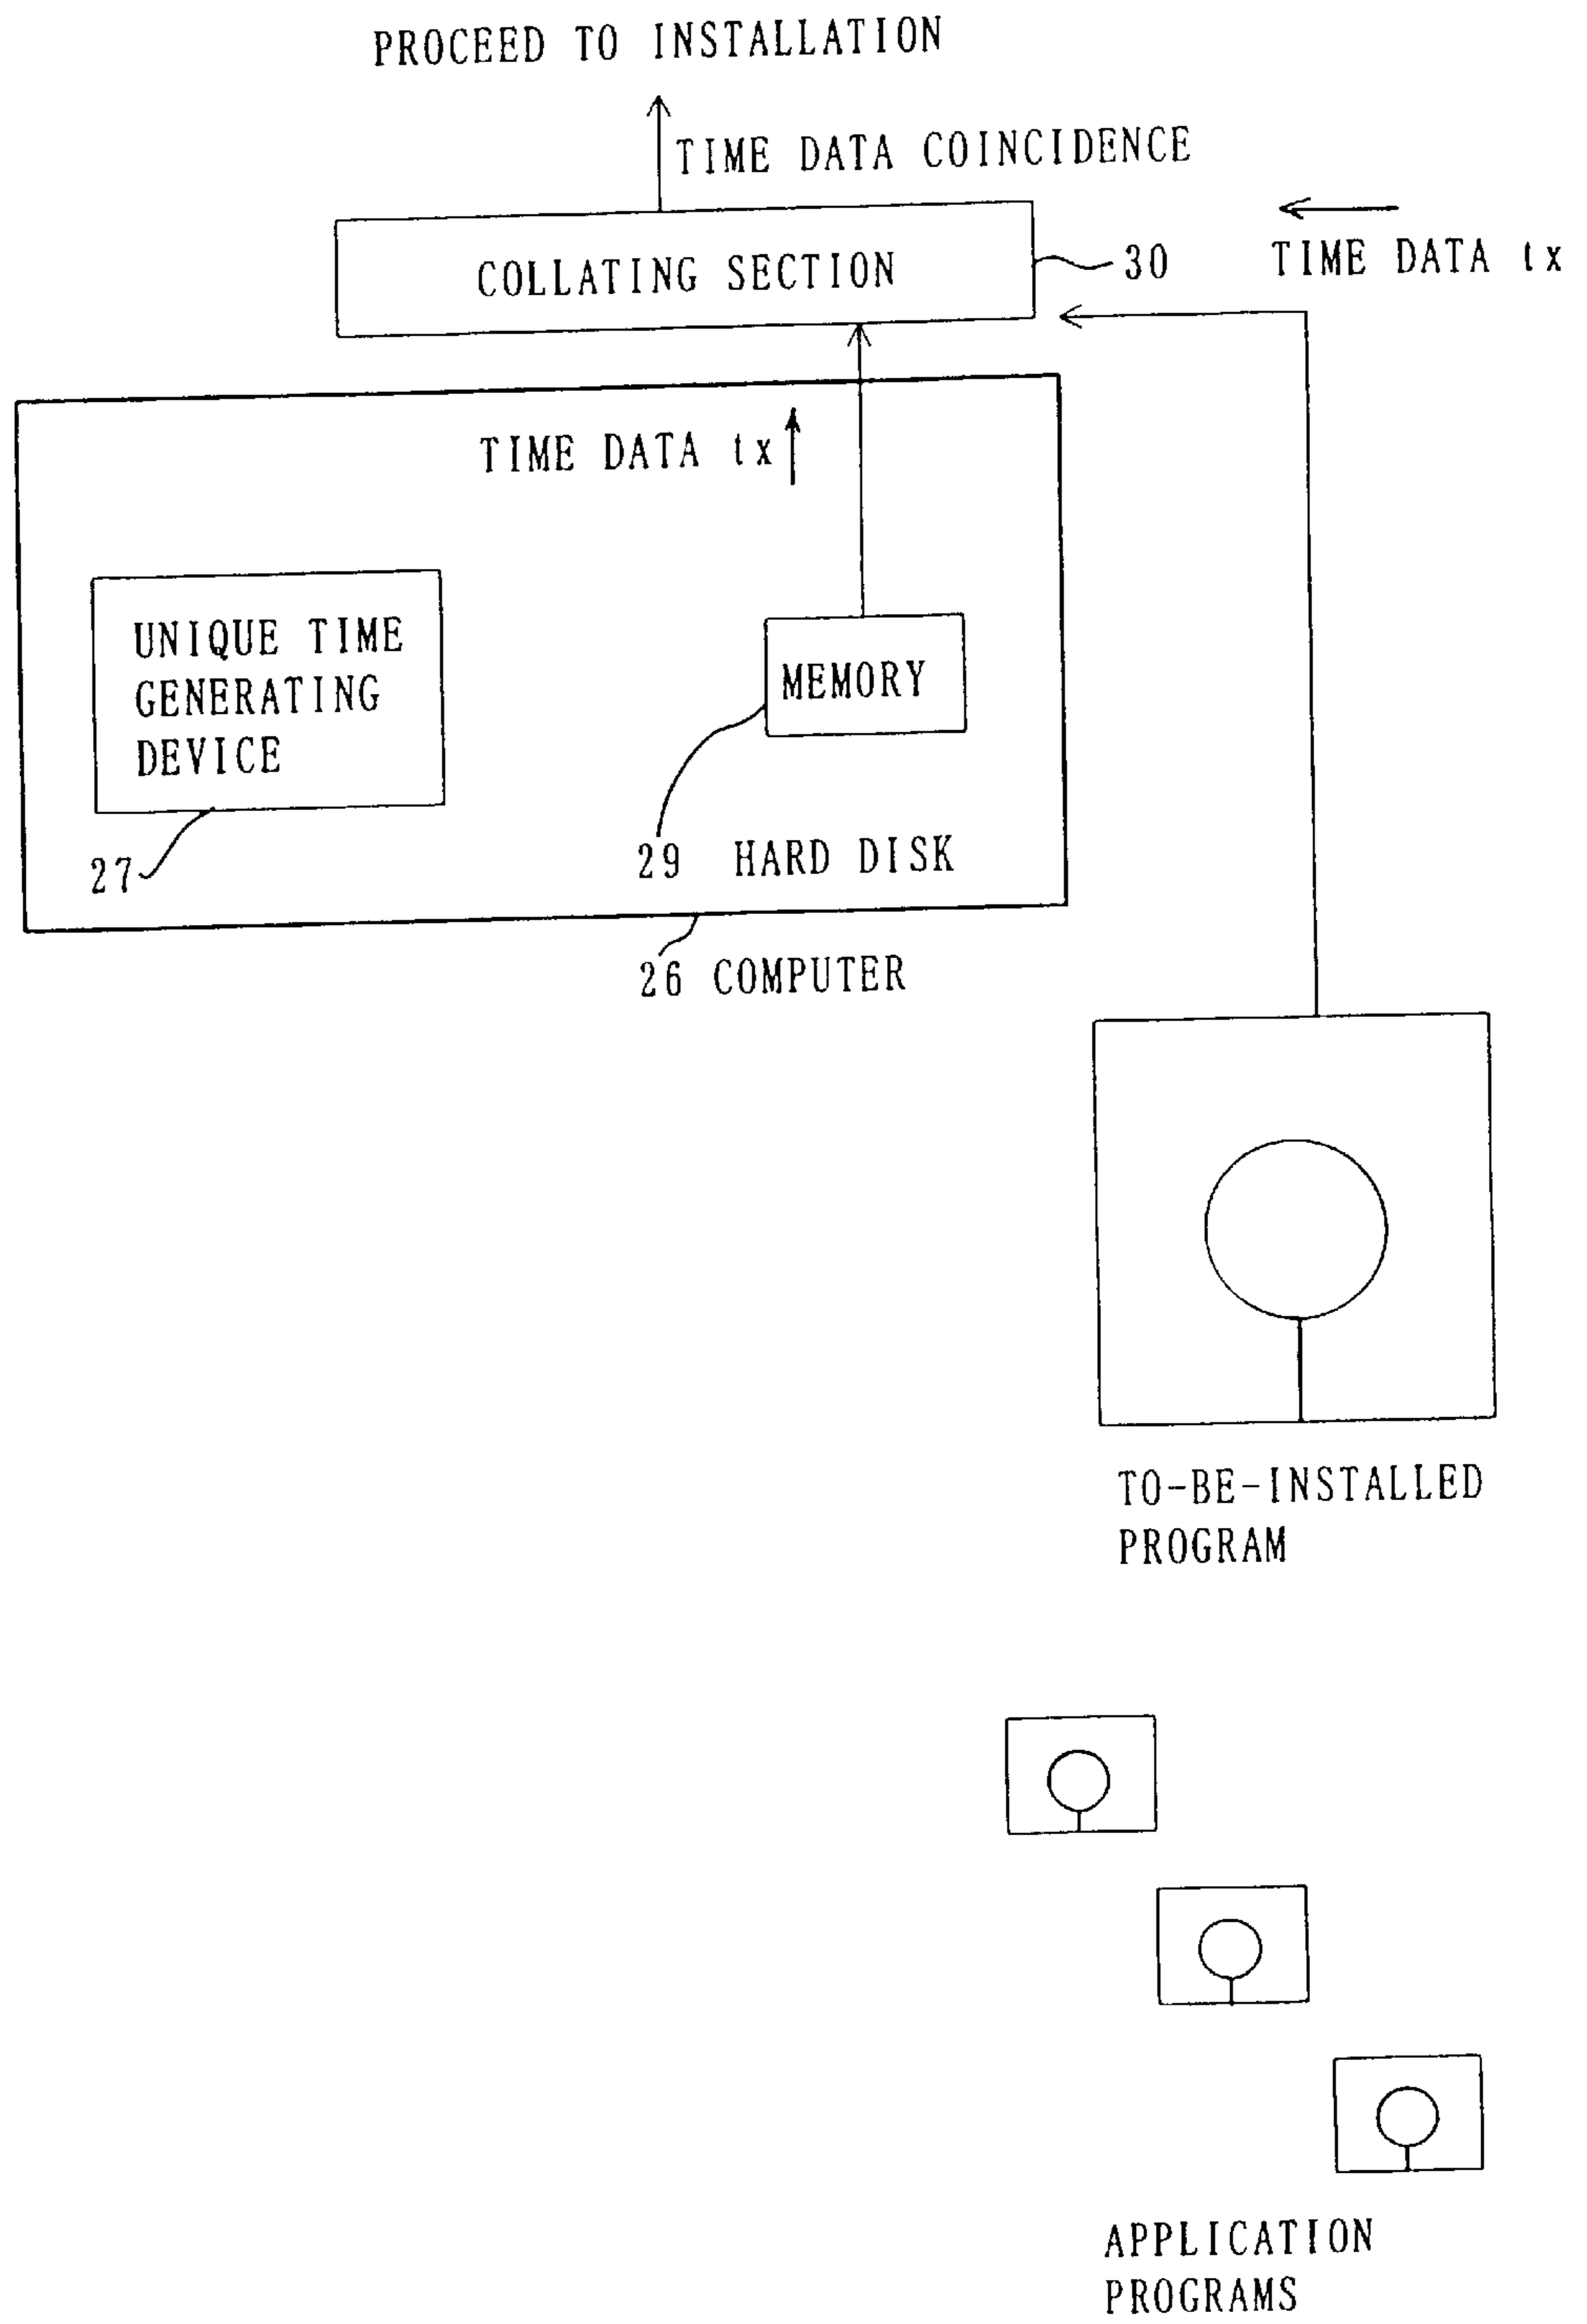 PROCEED TO INSTALLATION
TIME DATA COINCIDENCE
COLLATING SECTION
30
TIME DATA tx
TIME DATA tx
UNIQUE TIME
GENERATING
DEVICE
MEMORY
27
29 HARD DISK
26 COMPUTER
TO-BE-INSTALLED
PROGRAM
APPLICATION
PROGRAMS